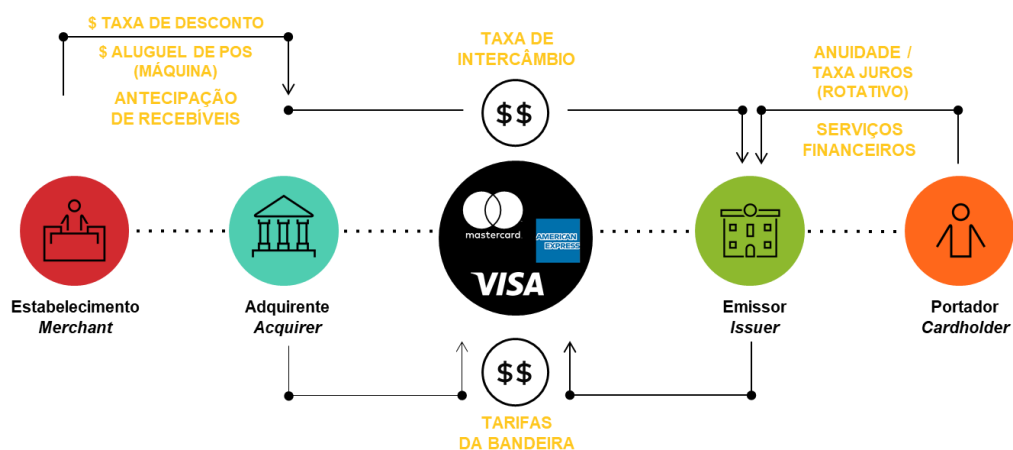 $ TAXA DE DESCONTO
$ ALUGUEL DE POS
(MÁQUINA)
ANTECIPAÇÃO
DE RECEBÍVEIS
TAXA DE
INTERCÂMBIO
$$
ANUIDADE /
TAXA JUROS
(ROTATIVO)
SERVIÇOS
FINANCEIROS
mastercard
AMERICAN
EXPRESS
VISA
Estabelecimento
Merchant
Adquirente
Acquirer
Emissor
Issuer
Portador
Cardholder
$$
TARIFAS
DA BANDEIRA